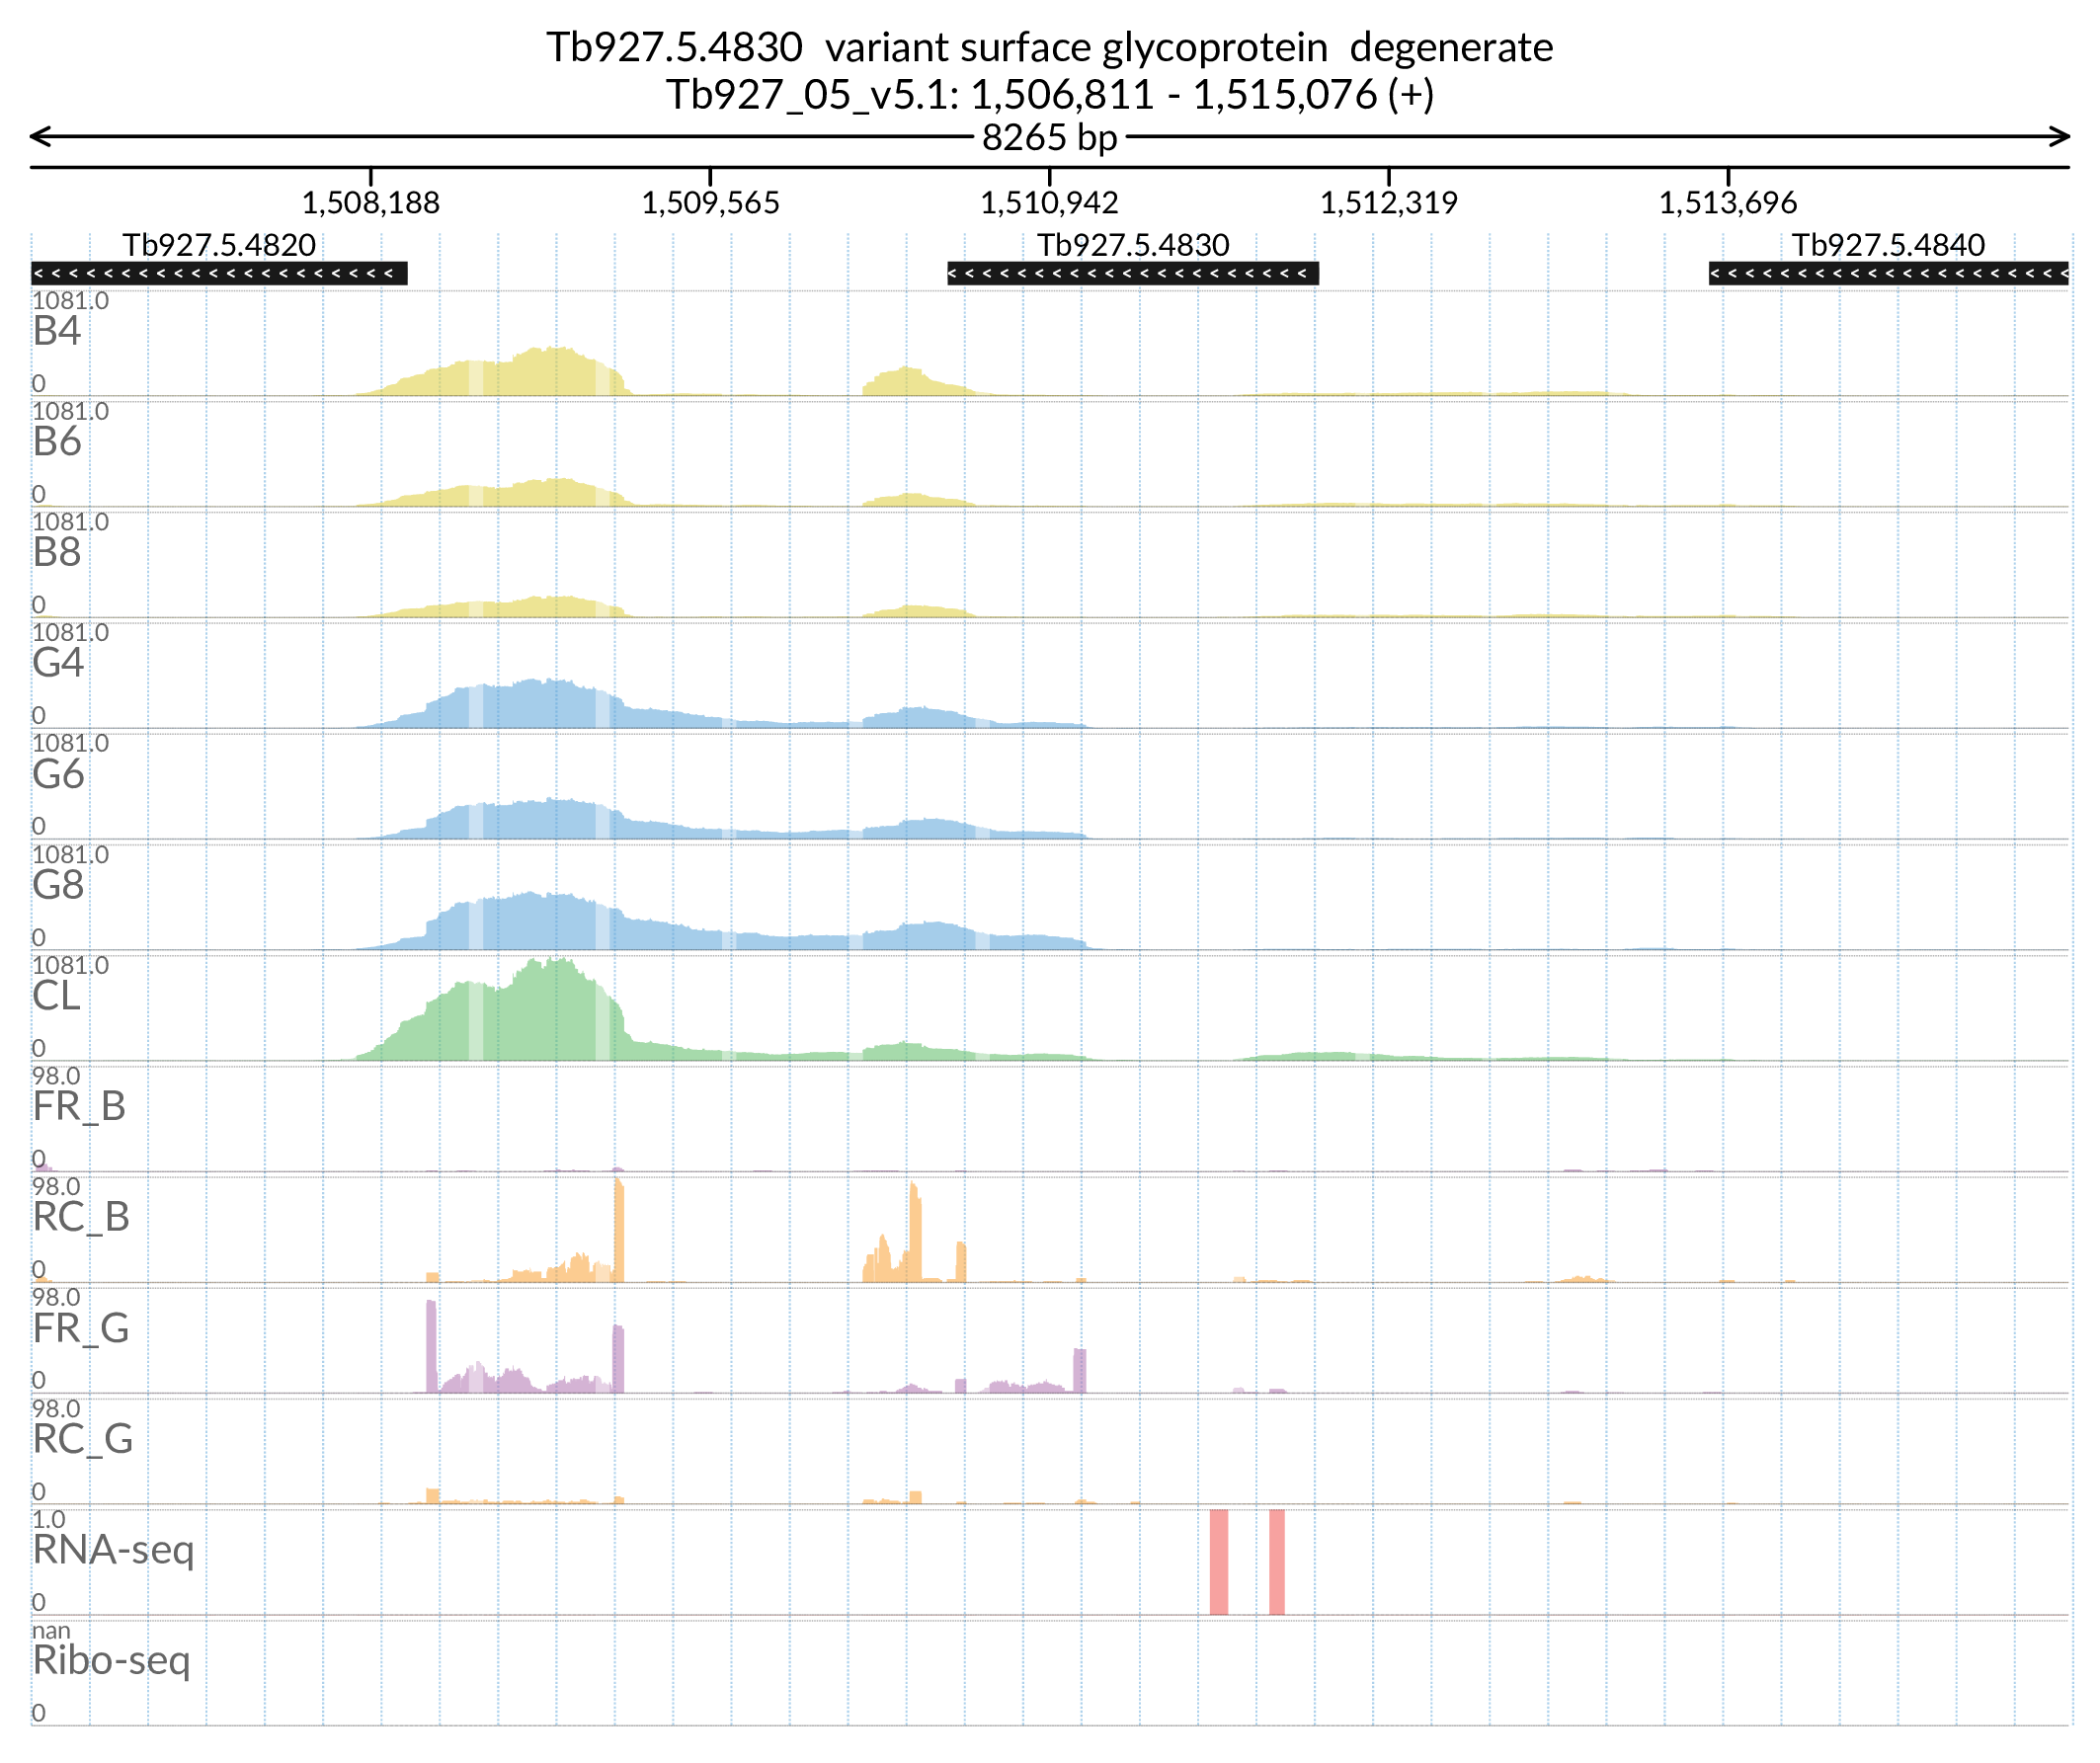 Tb927.5.4830  variant surface glycoprotein  degenerate
Tb927_05_v5.1: 1,506,811 - 1,515,076 (+)
8265 bp
1,508,188 1,509,565 1,510,942 1,512,319 1,513,696
Tb927.5.4820 Tb927.5.4830 Tb927.5.4840
1081.0
B4
0
1081.0
B6
0
1081.0
B8
0
1081.0
G4
0
1081.0
G6
0
1081.0
G8
0
1081.0
CL
0
98.0
FR_B
0
98.0
RC_B
0
98.0
FR_G
0
98.0
RC_G
0
1.0
RNA-seq
0
nan
Ribo-seq
0